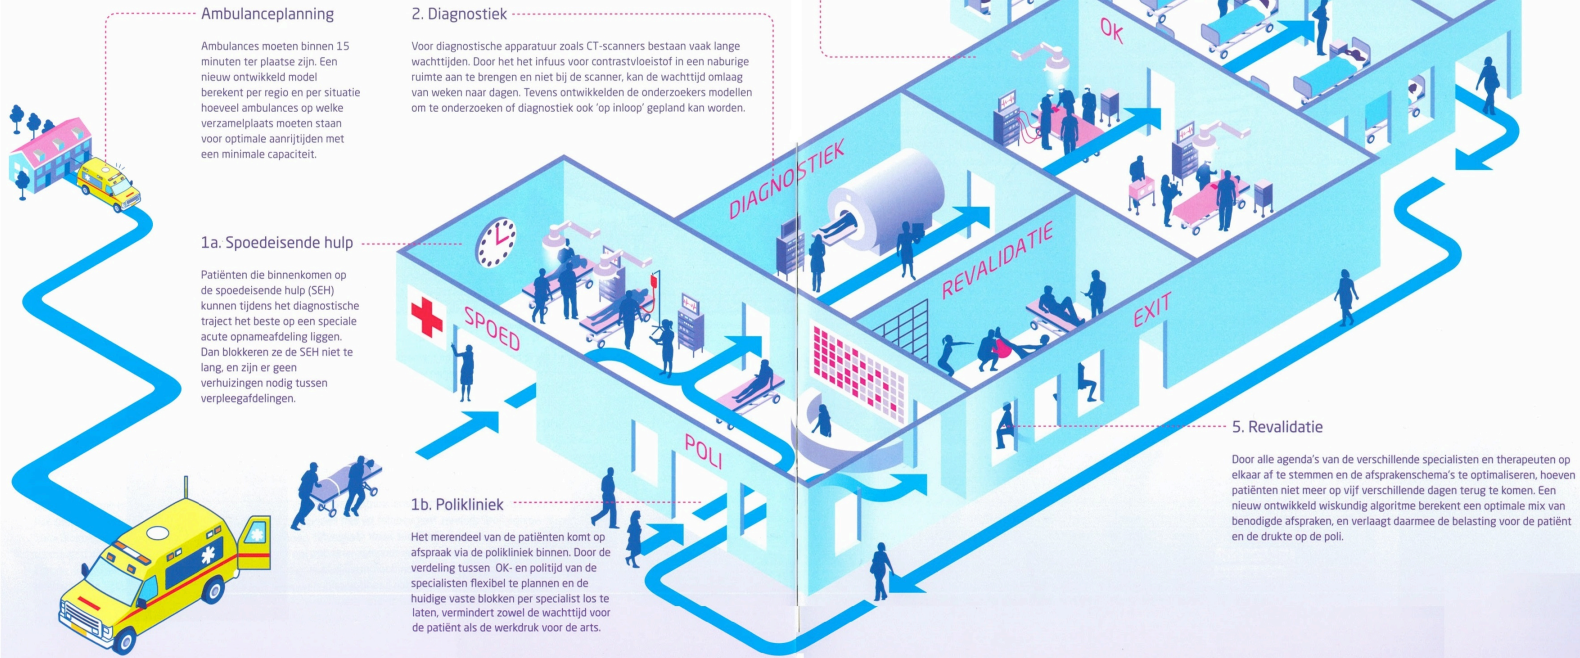 Ambulanceplanning
Ambulances moeten binnen 15
minuten ter plaatse zijn. Een
nieuw ontwikkeld model
berekent per regio en per situatie
hoeveel ambulances op welke
verzamelplaats moeten staan
voor optimale aanrijtijden met
een minimale capaciteit.
2. Diagnostiek
Voor diagnostische apparatuur zoals CT-scanners bestaan vaak lange
wachttijden. Door het het infuus voor contrastvloeistof in een naburige
ruimte aan te brengen en niet bij de scanner, kan de wachttijd omlaag
van weken naar dagen. Tevens ontwikkelden de onderzoekers modellen
om te onderzoeken of diagnostiek ook 'op inloop' gepland kan worden.
1a. Spoedeisende hulp
Patiënten die binnenkomen op
de spoedeisende hulp (SEH)
kunnen tijdens het diagnostische
traject het beste op een speciale
acute opnameafdeling liggen.
Dan blokkeren ze de SEH niet te
lang, en zijn er geen
verhuizingen nodig tussen
verpleegafdelingen.
1b. Polikliniek
Het merendeel van de patiënten komt op
afspraak via de polikliniek binnen. Door de
verdeling tussen OK- en politijd van de
specialisten flexibel te plannen en de
huidige vaste blokken per specialist los te
laten, vermindert zowel de wachttijd voor
de patiënt als de werkdruk voor de arts.
OK
DIAGNOSTIEK
REVALIDATIE
EXIT
SPOED
POLI
5. Revalidatie
Door alle agenda's van de verschillende specialisten en therapeuten op
elkaar af te stemmen en de afsprakenschema's te optimaliseren, hoeven
patiënten niet meer op vijf verschillende dagen terug te komen. Een
nieuw ontwikkeld wiskundig algoritme berekent een optimale mix van
benodigde afspraken, en verlaagt daarmee de belasting voor de patiënt
en de drukte op de poli.